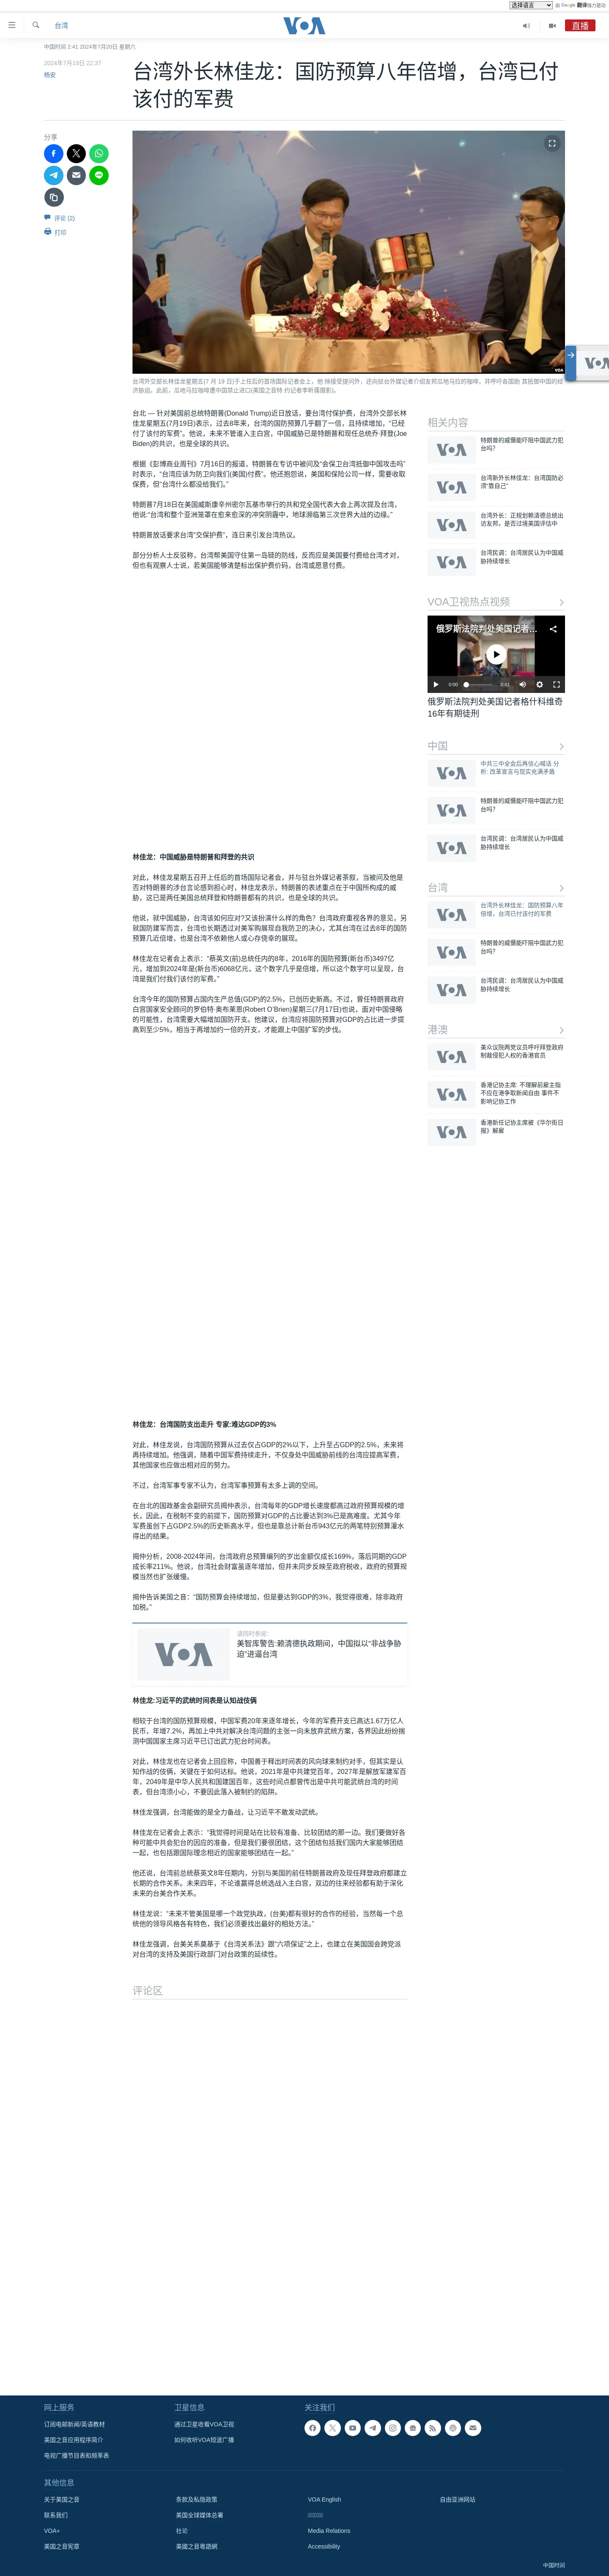 选择语言
由 Google 翻译强力驱动
台湾
VOA
直播
中国时间 2:41 2024年7月20日 星期六
2024年7月19日 22:37
杨安
台湾外长林佳龙：国防预算八年倍增，台湾已付
该付的军费
分享
评论 (2)
打印
VOA
台湾外交部长林佳龙星期五(7 月 19 日)于上任后的首场国际记者会上，他 除接受提问外，还向驻台外媒记者介绍友邦瓜地马拉的咖啡，并呼吁各国助 其抵御中国的经
济胁迫。此前，瓜地马拉咖啡遭中国禁止进口(美国之音特 约记者李昕儒摄影)。
台北 — 针对美国前总统特朗普(Donald Trump)近日放话，要台湾付保护费，台湾外交部长林
佳龙星期五(7月19日)表示，过去8年来，台湾的国防预算几乎翻了一倍，且持续增加，“已经
付了该付的军费”。他说，未来不管谁入主白宫，中国威胁已是特朗普和现任总统乔·拜登(Joe
Biden)的共识，也是全球的共识。
根据《彭博商业周刊》7月16日的报道，特朗普在专访中被问及“会保卫台湾抵御中国攻击吗”
时表示，“台湾应该为防卫向我们(美国)付费”。他还抱怨说，美国和保险公司一样，需要收取
保费，但“台湾什么都没给我们。”
特朗普7月18日在美国威斯康辛州密尔瓦基市举行的共和党全国代表大会上再次提及台湾，
他说:“台湾和整个亚洲笼罩在愈来愈深的冲突阴霾中，地球濒临第三次世界大战的边缘。”
特朗普放话要求台湾“交保护费”，连日来引发台湾热议。
部分分析人士反驳称，台湾帮美国守住第一岛链的防线，反而应是美国要付费给台湾才对，
但也有观察人士说，若美国能够清楚标出保护费价码，台湾或愿意付费。
林佳龙：中国威胁是特朗普和拜登的共识
对此，林佳龙星期五召开上任后的首场国际记者会，并与驻台外媒记者茶叙，当被问及他是
否对特朗普的涉台言论感到担心时，林佳龙表示，特朗普的表述重点在于中国所构成的威
胁，这已是两任美国总统拜登和特朗普都有的共识，也是全球的共识。
他说，就中国威胁，台湾该如何应对?又该扮演什么样的角色? 台湾政府重视各界的意见，另
就防国建军而言，台湾也长期透过对美军购展现自我防卫的决心，尤其台湾在过去8年的国防
预算几近倍增，也是台湾不依赖他人或心存侥幸的展现。
林佳龙在记者会上表示：“蔡英文(前)总统任内的8年，2016年的国防预算(新台币)3497亿
元，增加到2024年是(新台币)6068亿元，这个数字几乎是倍增，所以这个数字可以呈现，台
湾是我们付我们该付的军费。”
台湾今年的国防预算占国内生产总值(GDP)的2.5%，已创历史新高。不过，曾任特朗普政府
白宫国家安全顾问的罗伯特·奥布莱恩(Robert O'Brien)星期三(7月17日)也说，面对中国侵略
的可能性，台湾需要大幅增加国防开支。他建议，台湾应将国防预算对GDP的占比进一步提
高到至少5%，相当于再增加约一倍的开支，才能跟上中国扩军的步伐。
林佳龙：台湾国防支出走升 专家:难达GDP的3%
对此，林佳龙说，台湾国防预算从过去仅占GDP的2%以下，上升至占GDP的2.5%，未来将
再持续增加。他强调，随着中国军费持续走升，不仅身处中国威胁前线的台湾应提高军费，
其他国家也应做出相对应的努力。
不过，台湾军事专家不认为，台湾军事预算有太多上调的空间。
在台北的国政基金会副研究员揭仲表示，台湾每年的GDP增长速度都高过政府预算规模的增
长，因此，在税制不变的前提下，国防预算对GDP的占比要达到3%已是高难度。尤其今年
军费虽创下占GDP2.5%的历史新高水平，但也是靠总计新台币943亿元的两笔特别预算灌水
得出的结果。
揭仲分析，2008-2024年间，台湾政府总预算编列的岁出金额仅成长169%，落后同期的GDP
成长率211%。他说，台湾社会财富虽逐年增加，但并未同步反映至政府税收，政府的预算规
模当然也扩张缓慢。
揭仲告诉美国之音：“国防预算会持续增加，但是要达到GDP的3%，我觉得很难，除非政府
加税。”
VOA
请同时参阅:
美智库警告:赖清德执政期间，中国拟以“非战争胁
迫”进逼台湾
林佳龙:习近平的武统时间表是认知战伎俩
相较于台湾的国防预算规模，中国军费20年来逐年增长，今年的军费开支已高达1.67万亿人
民币，年增7.2%，再加上中共对解决台湾问题的主张一向未放弃武统方案，各界因此纷纷揣
测中国国家主席习近平已订出武力犯台时间表。
对此，林佳龙也在记者会上回应称，中国善于释出时间表的风向球来制约对手，但其实是认
知作战的伎俩，关键在于如何达标。他说，2021年是中共建党百年，2027年是解放军建军百
年，2049年是中华人民共和国建国百年，这些时间点都曾传出是中共可能武统台湾的时间
表，但台湾须小心，不要因此落入被制约的陷阱。
林佳龙强调，台湾能做的是全力备战，让习近平不敢发动武统。
林佳龙在记者会上表示：“我觉得时间是站在比较有准备、比较团结的那一边。我们要做好各
种可能中共会犯台的因应的准备，但是我们要很团结，这个团结包括我们国内大家能够团结
一起，也包括跟国际理念相近的国家能够团结在一起。”
他还说，台湾前总统蔡英文8年任期内，分别与美国的前任特朗普政府及现任拜登政府都建立
长期的合作关系。未来四年，不论谁赢得总统选战入主白宫，双边的往来经验都有助于深化
未来的台美合作关系。
林佳龙说：“未来不管美国是哪一个政党执政，(台美)都有很好的合作的经验，当然每一个总
统他的领导风格各有特色，我们必须要找出最好的相处方法。”
林佳龙强调，台美关系奠基于《台湾关系法》跟“六项保证”之上，也建立在美国国会跨党派
对台湾的支持及美国行政部门对台政策的延续性。
评论区
相关内容
VOA
特朗普的威慑能吓阻中国武力犯
台吗?
VOA
台湾新外长林佳龙：台湾国防必
须“靠自己”
VOA
台湾外长：正规划赖清德总统出
访友邦，是否过境美国评估中
VOA
台湾民调：台湾居民认为中国威
胁持续增长
VOA卫视热点视频
俄罗斯法院判处美国记者…
0:00
0:41
俄罗斯法院判处美国记者格什科维奇
16年有期徒刑
中国
VOA
中共三中全会后再信心喊话 分
析: 改革宣言与现实充满矛盾
VOA
特朗普的威慑能吓阻中国武力犯
台吗?
VOA
台湾民调：台湾居民认为中国威
胁持续增长
台湾
VOA
台湾外长林佳龙：国防预算八年
倍增，台湾已付该付的军费
VOA
特朗普的威慑能吓阻中国武力犯
台吗?
VOA
台湾民调：台湾居民认为中国威
胁持续增长
港澳
VOA
美众议院两党议员呼吁拜登政府
制裁侵犯人权的香港官员
VOA
香港记协主席: 不理解前雇主指
不应在港争取新闻自由 事件不
影响记协工作
VOA
香港新任记协主席被《华尔街日
报》解雇
网上服务
订阅电邮新闻/英语教材
美国之音应用程序简介
电视广播节目表和频率表
卫星信息
通过卫星收看VOA卫视
如何收听VOA短波广播
关注我们
其他信息
关于美国之音
联系我们
VOA+
美国之音宪章
条款及私隐政策
美国全球媒体总署
社论
美國之音粵語網
VOA English
Media Relations
Accessibility
自由亚洲网站
中国时间